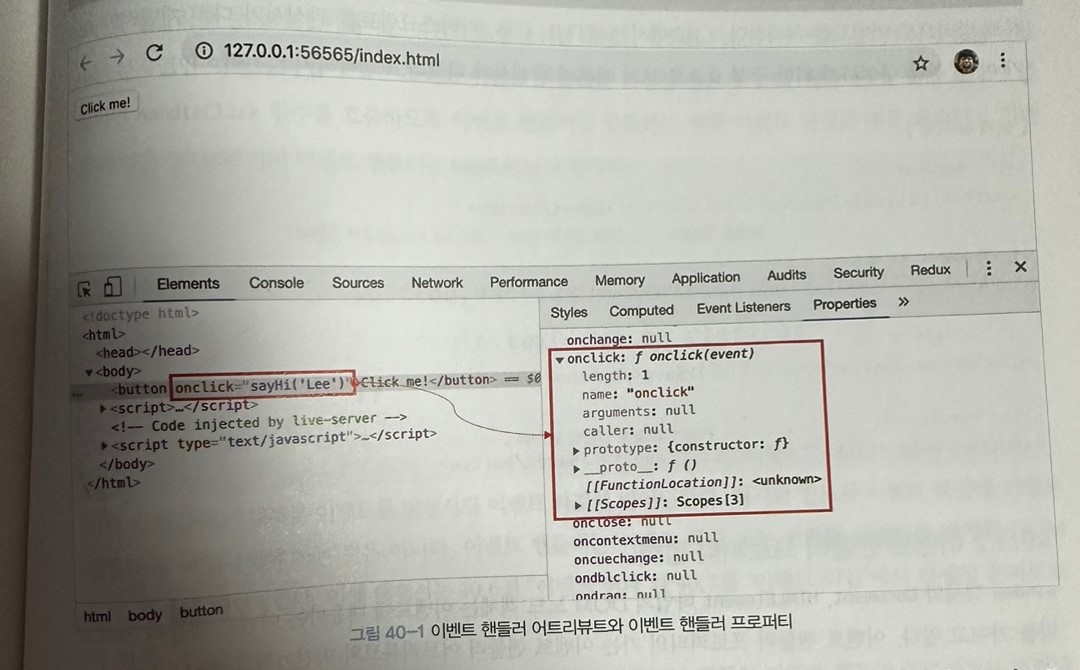 127.0.0.1:56565/index.html
Click me!
Elements Console Sources Network Performance Memory Application Audits Security Redux
<!doctype html>
<html>
<head></head>
▼<body>
… <button onclick="sayHi('Lee')">Click me!</button> == $0
▶<script>…</script>
<!-- Code injected by live-server -->
▶<script type="text/javascript">…</script>
</body>
</html>
html body button
Styles Computed Event Listeners Properties »
onchange: null
▼onclick: ƒ onclick(event)
length: 1
name: "onclick"
arguments: null
caller: null
▶prototype: {constructor: ƒ}
▶__proto__: ƒ ()
[[FunctionLocation]]: <unknown>
▶[[Scopes]]: Scopes[3]
onclose: null
oncontextmenu: null
oncuechange: null
ondblclick: null
ondrag: null
그림 40-1 이벤트 핸들러 어트리뷰트와 이벤트 핸들러 프로퍼티